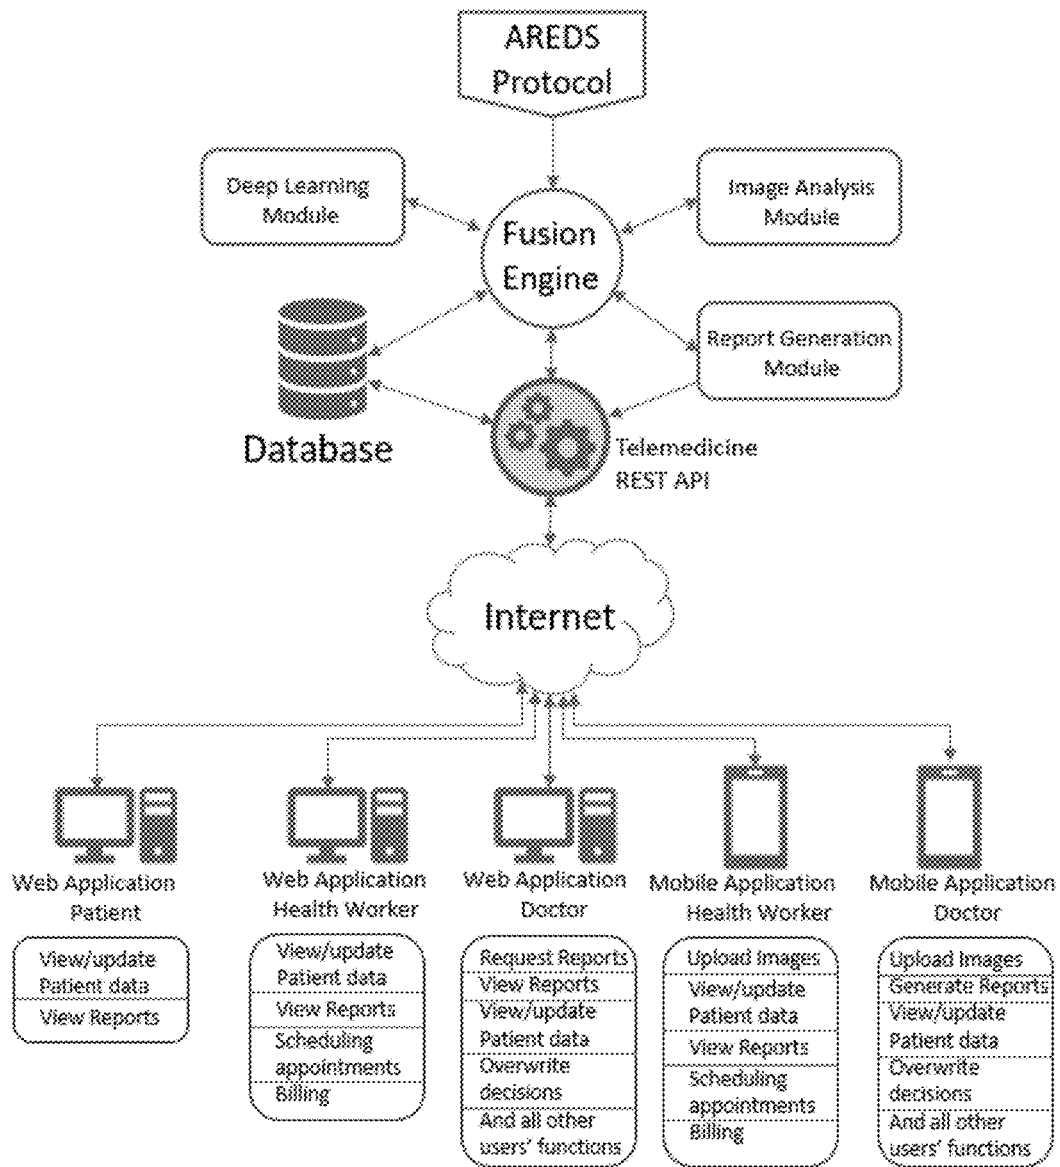 AREDS
Protocol
Deep Learning
Module
Image Analysis
Module
Fusion
Engine
Report Generation
Module
Database
Telemedicine
REST API
Internet
Web Application
Patient
View/update
Patient data
View Reports
Web Application
Health Worker
View/update
Patient data
View Reports
Scheduling
appointments
Billing
Web Application
Doctor
Request Reports
View Reports
View/update
Patient data
Overwrite
decisions
And all other
users' functions
Mobile Application
Health Worker
Upload Images
View/update
Patient data
View Reports
Scheduling
appointments
Billing
Mobile Application
Doctor
Upload Images
Generate Reports
View/update
Patient data
Overwrite
decisions
And all other
users' functions